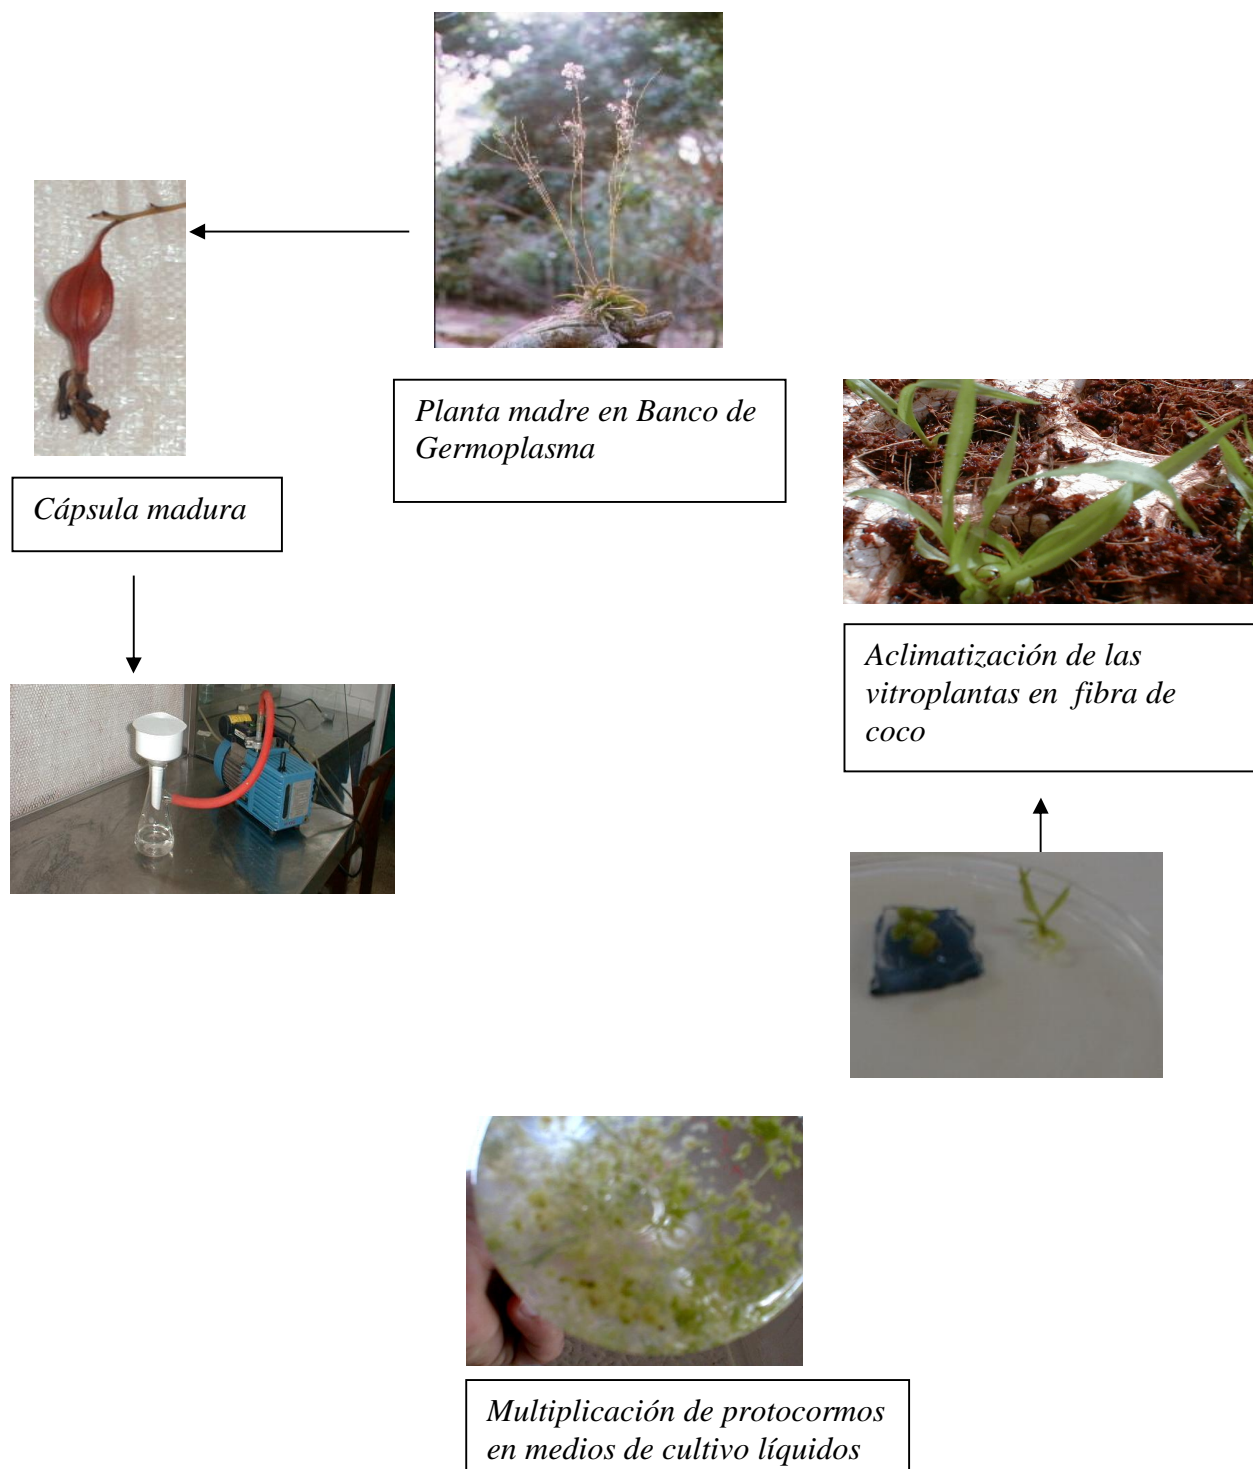 Planta madre en Banco de
Germoplasma
Cápsula madura
Aclimatización de las
vitroplantas en fibra de
coco
Multiplicación de protocormos
en medios de cultivo líquidos